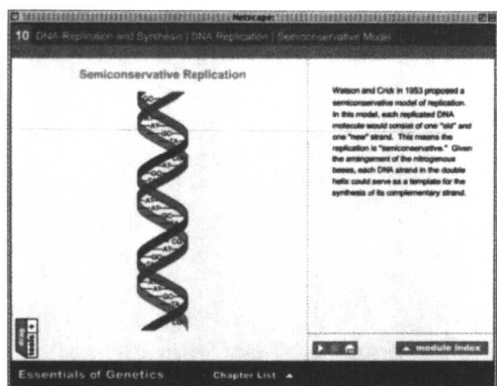 Netscape:
10 DNA Replication and Synthesis | DNA Replication | Semiconservative Model
Semiconservative Replication
Watson and Crick in 1953 proposed a
semiconservative model of replication.
In this model, each replicated DNA
molecule would consist of one "old" and
one "new" strand. This means the
replication is "semiconservative." Given
the arrangement of the nitrogenous
bases, each DNA strand in the double
helix could serve as a template for the
synthesis of its complementary strand.
module index
Essentials of Genetics
Chapter List